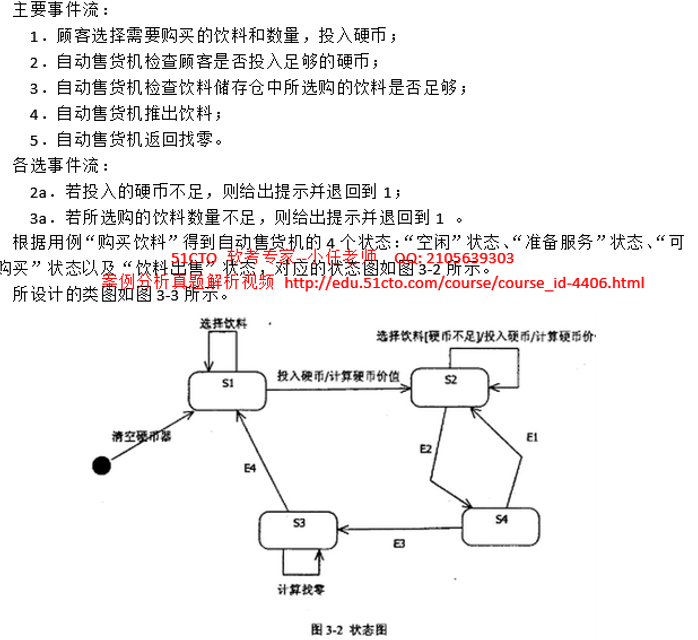 主要事件流：
1．顾客选择需要购买的饮料和数量，投入硬币；
2．自动售货机检查顾客是否投入足够的硬币；
3．自动售货机检查饮料储存仓中所选购的饮料是否足够；
4．自动售货机推出饮料；
5．自动售货机返回找零。
各选事件流：
2a．若投入的硬币不足，则给出提示并退回到 1；
3a．若所选购的饮料数量不足，则给出提示并退回到 1 。
根据用例“购买饮料”得到自动售货机的 4 个状态：“空闲”状态、“准备服务”状态、“可
购买”状态以及“饮料出售”状态，对应的状态图如图 3-2 所示。
51CTO 软考专家--小任老师 QQ: 2105639303
案例分析真题解析视频 http://edu.51cto.com/course/course_id-4406.html
所设计的类图如图 3-3 所示。
选择饮料
选择饮料[硬币不足]/投入硬币/计算硬币价
S1
投入硬币/计算硬币价值
S2
清空硬币器
E4
E2
E1
S3
E3
S4
计算找零
图 3-2 状态图